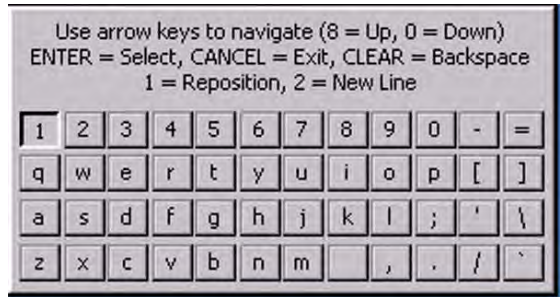 Use arrow keys to navigate (8 = Up, 0 = Down)
ENTER = Select, CANCEL = Exit, CLEAR = Backspace
1 = Reposition, 2 = New Line
1 2 3 4 5 6 7 8 9 0 - =
q w e r t y u i o p [ ]
a s d f g h j k l ; ' \
z x c v b n m , . / `